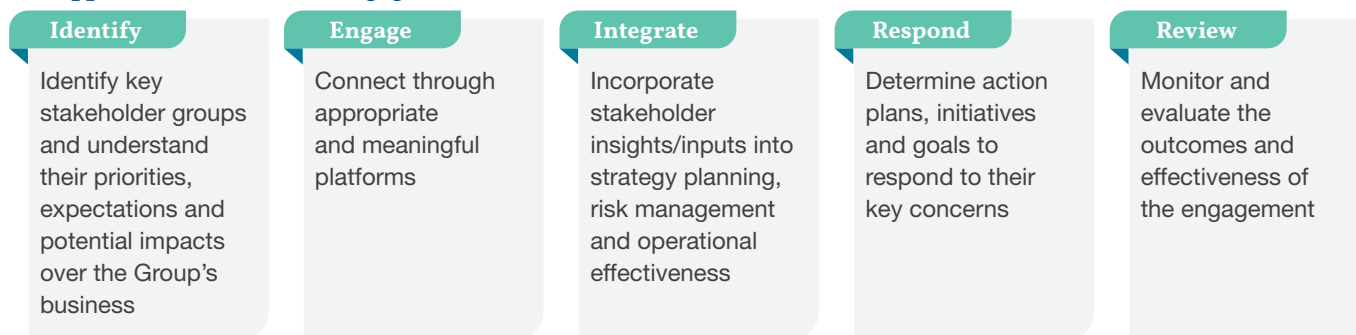 Identify
Identify key
stakeholder groups
and understand
their priorities,
expectations and
potential impacts
over the Group's
business
Engage
Connect through
appropriate
and meaningful
platforms
Integrate
Incorporate
stakeholder
insights/inputs into
strategy planning,
risk management
and operational
effectiveness
Respond
Determine action
plans, initiatives
and goals to
respond to their
key concerns
Review
Monitor and
evaluate the
outcomes and
effectiveness of
the engagement